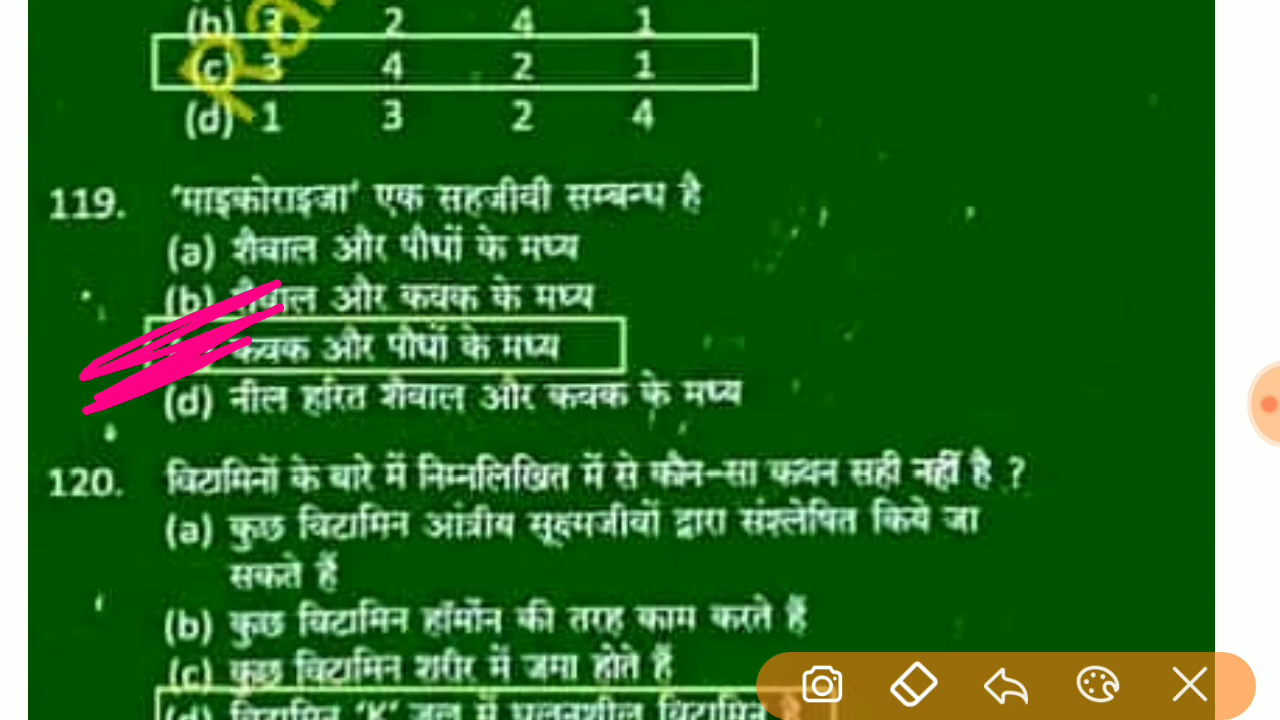 (b) 3 2 4 1
(c) 3 4 2 1
(d) 1 3 2 4
119. 'माइकोराइजा' एक सहजीवी सम्बन्ध है
(a) शैवाल और पौधों के मध्य
(b) शैवाल और कवक के मध्य
कवक और पौधों के मध्य
(d) नील हरित शैवाल और कवक के मध्य
120. विटामिनों के बारे में निम्नलिखित में से कौन-सा कथन सही नहीं है ?
(a) कुछ विटामिन आंत्रीय सूक्ष्मजीवों द्वारा संश्लेषित किये जा
सकते हैं
(b) कुछ विटामिन हॉर्मोन की तरह काम करते हैं
(c) कुछ विटामिन शरीर में जमा होते हैं
(d) विटामिन 'K' जल में घुलनशील विटामिन है